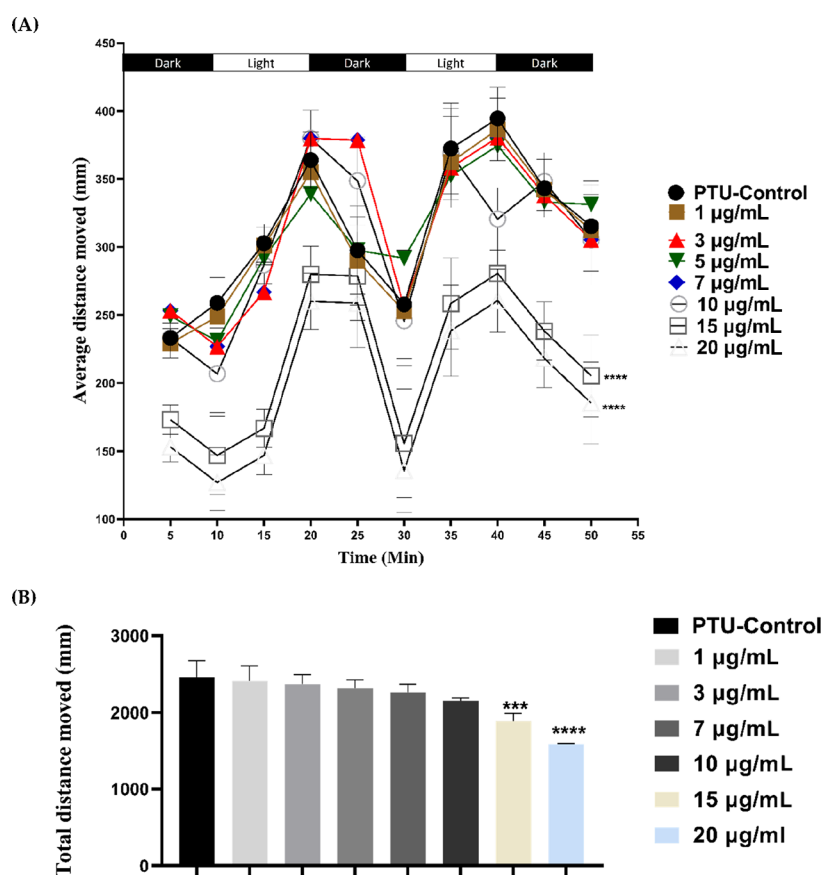 (A)
450
400
350
300
250
200
150
100
Average distance moved (mm)
Dark Light Dark Light Dark
PTU-Control
1 µg/mL
3 µg/mL
5 µg/mL
7 µg/mL
10 µg/mL
15 µg/mL
20 µg/mL
****
****
0 5 10 15 20 25 30 35 40 45 50 55
Time (Min)
(B)
3000
2000
1000
0
Total distance moved (mm)
***
****
PTU-Control
1 µg/mL
3 µg/mL
7 µg/mL
10 µg/mL
15 µg/mL
20 µg/ml